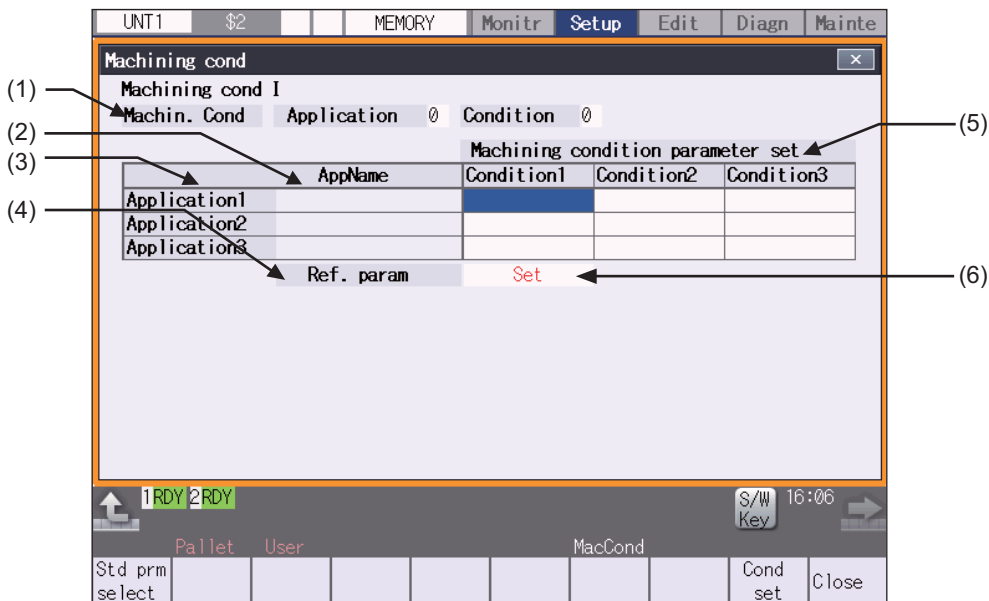 UNT1 $2 MEMORY Monitr Setup Edit Diagn Mainte
Machining cond ×
Machining cond I
(1) Machin. Cond Application 0 Condition 0
(2) (5)
Machining condition parameter set
(3) AppName Condition1 Condition2 Condition3
(4) Application1
Application2
Application3
Ref. param Set (6)
1RDY 2RDY S/W Key 16:06
Pallet User MacCond
Std prm select Cond set Close